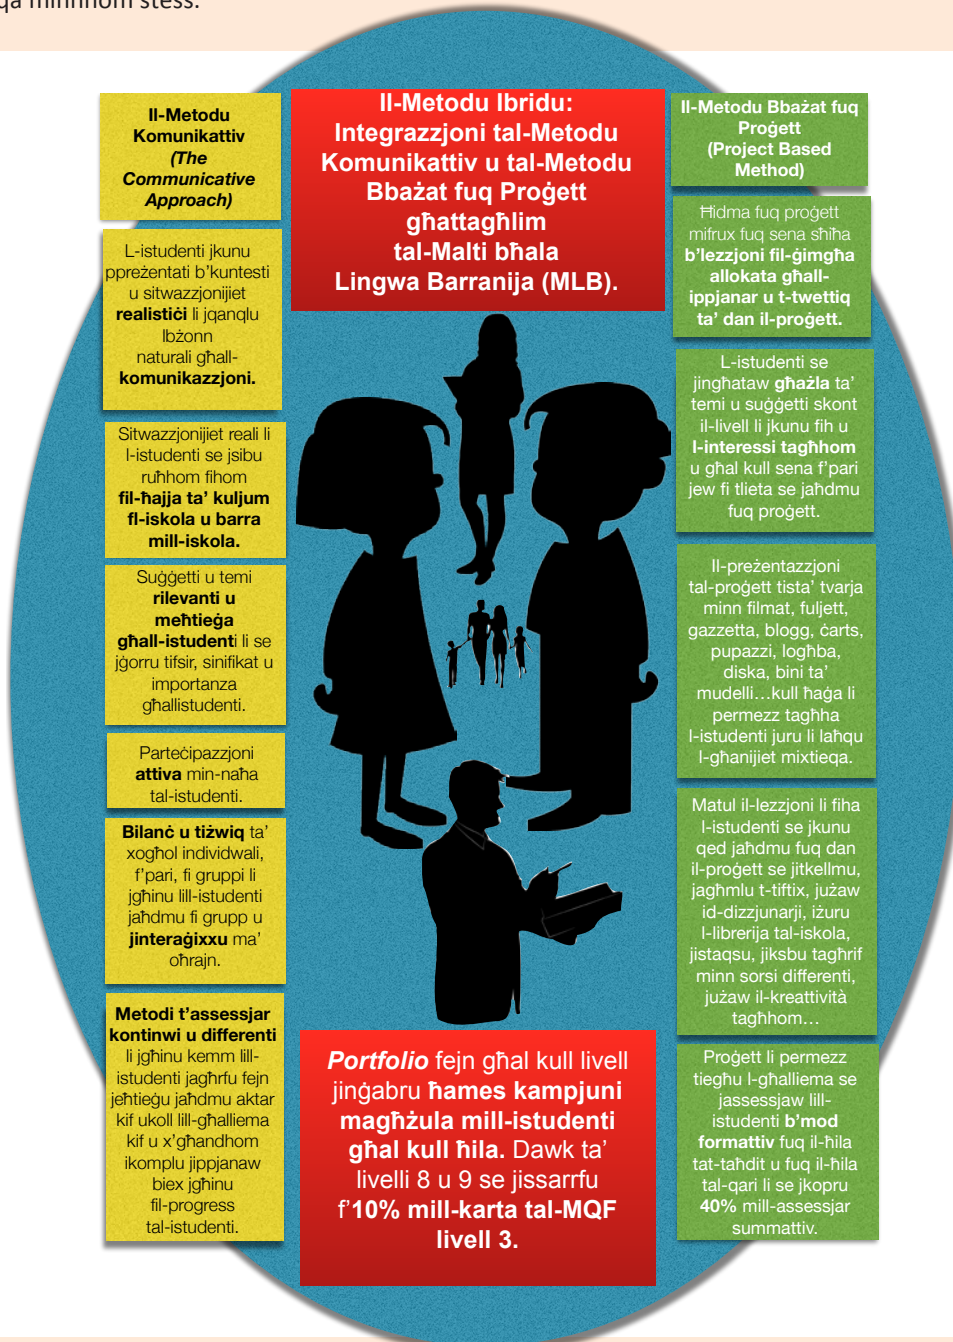 qa minnhom stess.
Il-Metodu
Komunikattiv
(The
Communicative
Approach)
L-istudenti jkunu
ppreżentati b'kuntesti
u sitwazzjonijiet
realistiċi li jqanqlu
lbżonn
naturali għall-
komunikazzjoni.
Sitwazzjonijiet reali li
l-istudenti se jsibu
ruħhom fihom
fil-ħajja ta' kuljum
fl-iskola u barra
mill-iskola.
Suġġetti u temi
rilevanti u
meħtieġa
għall-istudenti li se
jġorru tifsir, sinifikat u
importanza
għallistudenti.
Parteċipazzjoni
attiva min-naħa
tal-istudenti.
Bilanċ u tiżwiq ta'
xogħol individwali,
f'pari, fi gruppi li
jgħinu lill-istudenti
jaħdmu fi grupp u
jinteraġixxu ma'
oħrajn.
Metodi t'assessjar
kontinwi u differenti
li jgħinu kemm lill-
istudenti jagħrfu fejn
jeħtieġu jaħdmu aktar
kif ukoll lill-għalliema
kif u x'għandhom
ikomplu jippjanaw
biex jgħinu
fil-progress
tal-istudenti.
Il-Metodu Ibridu:
Integrazzjoni tal-Metodu
Komunikattiv u tal-Metodu
Bbażat fuq Proġett
għattagħlim
tal-Malti bħala
Lingwa Barranija (MLB).
Portfolio fejn għal kull livell
jinġabru ħames kampjuni
magħżula mill-istudenti
għal kull ħila. Dawk ta'
livelli 8 u 9 se jissarrfu
f'10% mill-karta tal-MQF
livell 3.
Il-Metodu Bbażat fuq
Proġett
(Project Based
Method)
Ħidma fuq proġett
mifrux fuq sena sħiħa
b'lezzjoni fil-ġimgħa
allokata għall-
ippjanar u t-twettiq
ta' dan il-proġett.
L-istudenti se
jingħataw għażla ta'
temi u suġġetti skont
il-livell li jkunu fih u
l-interessi tagħhom
u għal kull sena f'pari
jew fi tlieta se jaħdmu
fuq proġett.
Il-preżentazzjoni
tal-proġett tista' tvarja
minn filmat, fuljett,
gazzetta, blogg, ċarts,
pupazzi, logħba,
diska, bini ta'
mudelli...kull ħaġa li
permezz tagħha
l-istudenti juru li laħqu
l-għanijiet mixtieqa.
Matul il-lezzjoni li fiha
l-istudenti se jkunu
qed jaħdmu fuq dan
il-proġett se jitkellmu,
jagħmlu t-tiftix, jużaw
id-dizzjunarji, iżuru
l-librerija tal-iskola,
jistaqsu, jiksbu tagħrif
minn sorsi differenti,
jużaw il-kreattività
tagħhom...
Proġett li permezz
tiegħu l-għalliema se
jassessjaw lill-
istudenti b'mod
formattiv fuq il-ħila
tat-taħdit u fuq il-ħila
tal-qari li se jkopru
40% mill-assessjar
summattiv.